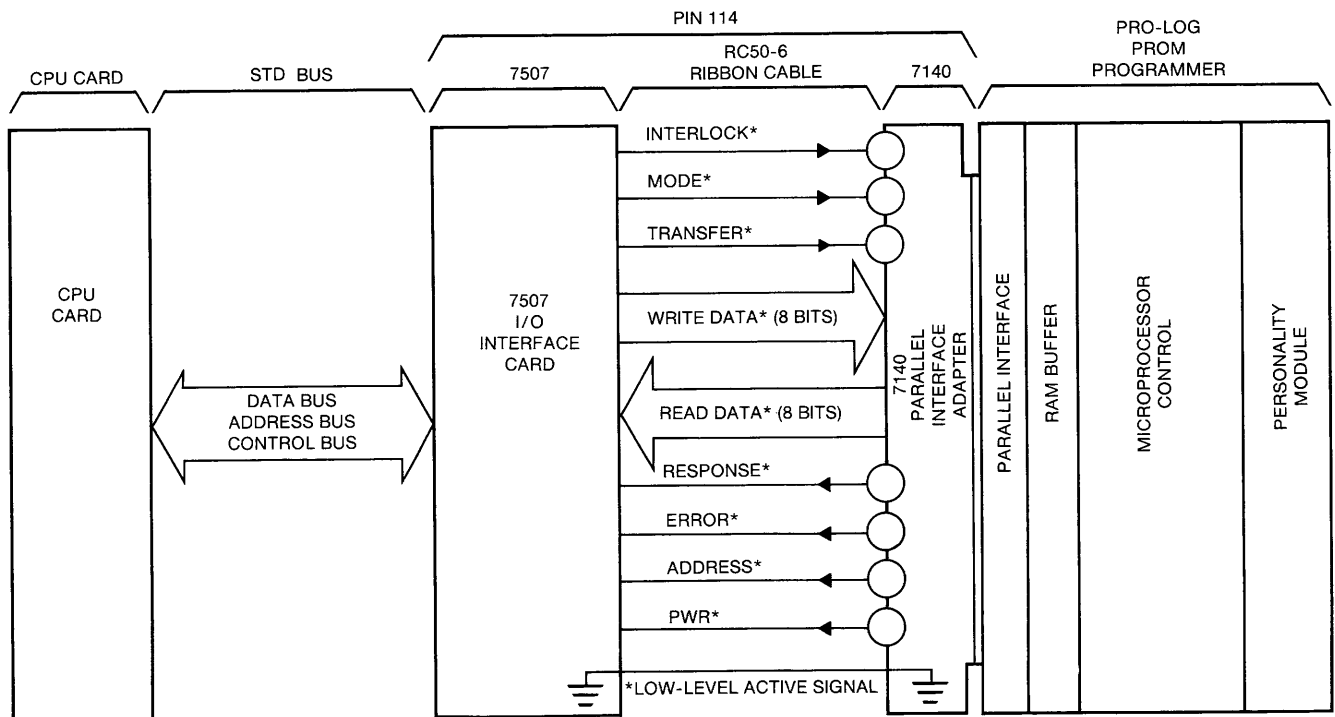 PIN 114
PRO-LOG
PROM
PROGRAMMER
CPU CARD
STD BUS
7507
RC50-6
RIBBON CABLE
7140
CPU
CARD
DATA BUS
ADDRESS BUS
CONTROL BUS
7507
I/O
INTERFACE
CARD
INTERLOCK*
MODE*
TRANSFER*
WRITE DATA* (8 BITS)
READ DATA* (8 BITS)
RESPONSE*
ERROR*
ADDRESS*
PWR*
*LOW-LEVEL ACTIVE SIGNAL
7140
PARALLEL
INTERFACE
ADAPTER
PARALLEL INTERFACE
RAM BUFFER
MICROPROCESSOR
CONTROL
PERSONALITY
MODULE